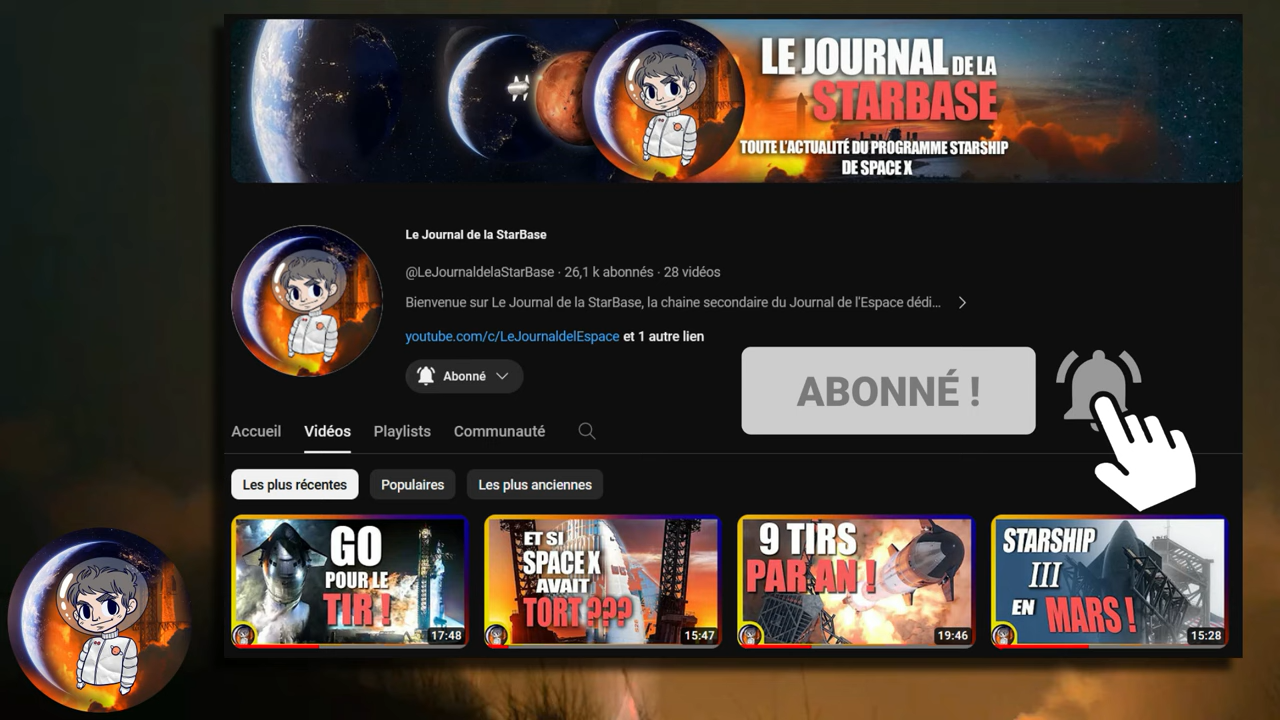 LE JOURNAL DE LA
STARBASE
TOUTE L'ACTUALITÉ DU PROGRAMME STARSHIP
DE SPACE X
Le Journal de la StarBase
@LeJournaldelaStarBase · 26,1 k abonnés · 28 vidéos
Bienvenue sur Le Journal de la StarBase, la chaine secondaire du Journal de l'Espace dédi...
youtube.com/c/LeJournaldelEspace et 1 autre lien
Abonné
ABONNÉ !
Accueil Vidéos Playlists Communauté
Les plus récentes Populaires Les plus anciennes
GO
POUR LE
TIR !
17:48
ET SI
SPACE X
AVAIT
TORT ???
15:47
9 TIRS
PAR AN !
19:46
STARSHIP
III
EN MARS !
15:28